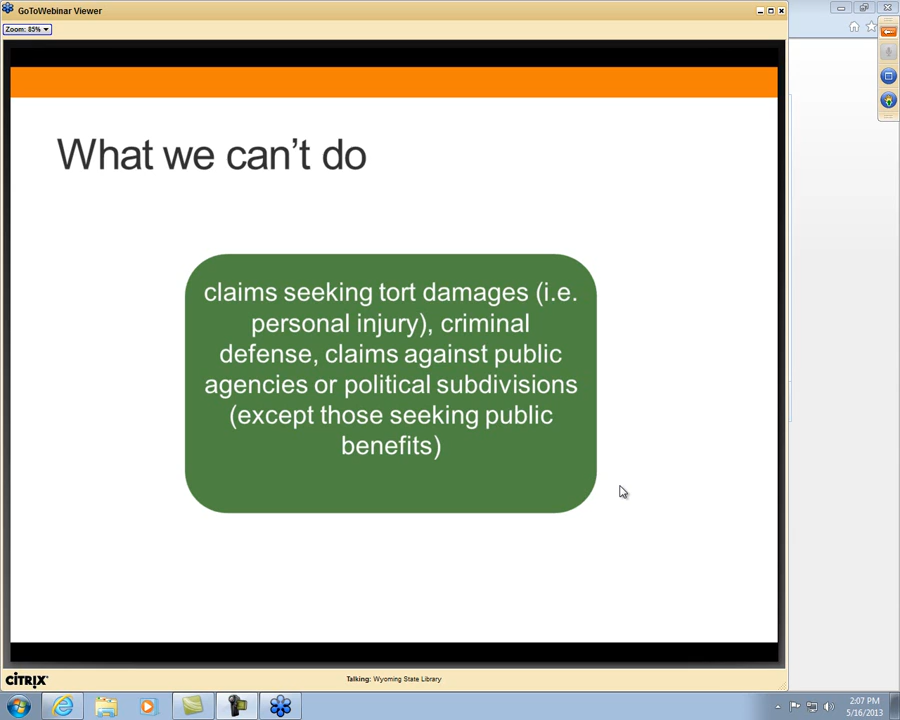 GoToWebinar Viewer
Zoom: 85%
What we can’t do
claims seeking tort damages (i.e.
personal injury), criminal
defense, claims against public
agencies or political subdivisions
(except those seeking public
benefits)
CITRIX
Talking: Wyoming State Library
2:07 PM
5/16/2013